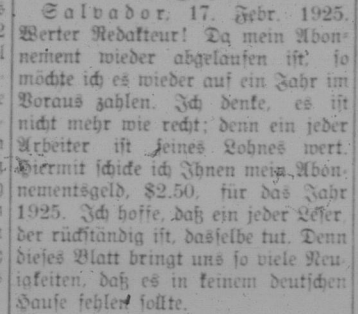 Salvador, 17. Febr. 1925.
Werter Redakteur! Da mein Abon-
nement wieder abgelaufen ist, so
möchte ich es wieder auf ein Jahr im
Voraus zahlen. Ich denke, es ist
nicht mehr wie recht; denn ein jeder
Arbeiter ist seines Lohnes wert.
Hiermit schicke ich Ihnen mein Abon-
nementsgeld, $2.50, für das Jahr
1925. Ich hoffe, daß ein jeder Leser,
der rückständig ist, dasselbe tut. Denn
dieses Blatt bringt uns so viele Neu-
igkeiten, daß es in keinem deutschen
Hause fehlen sollte.